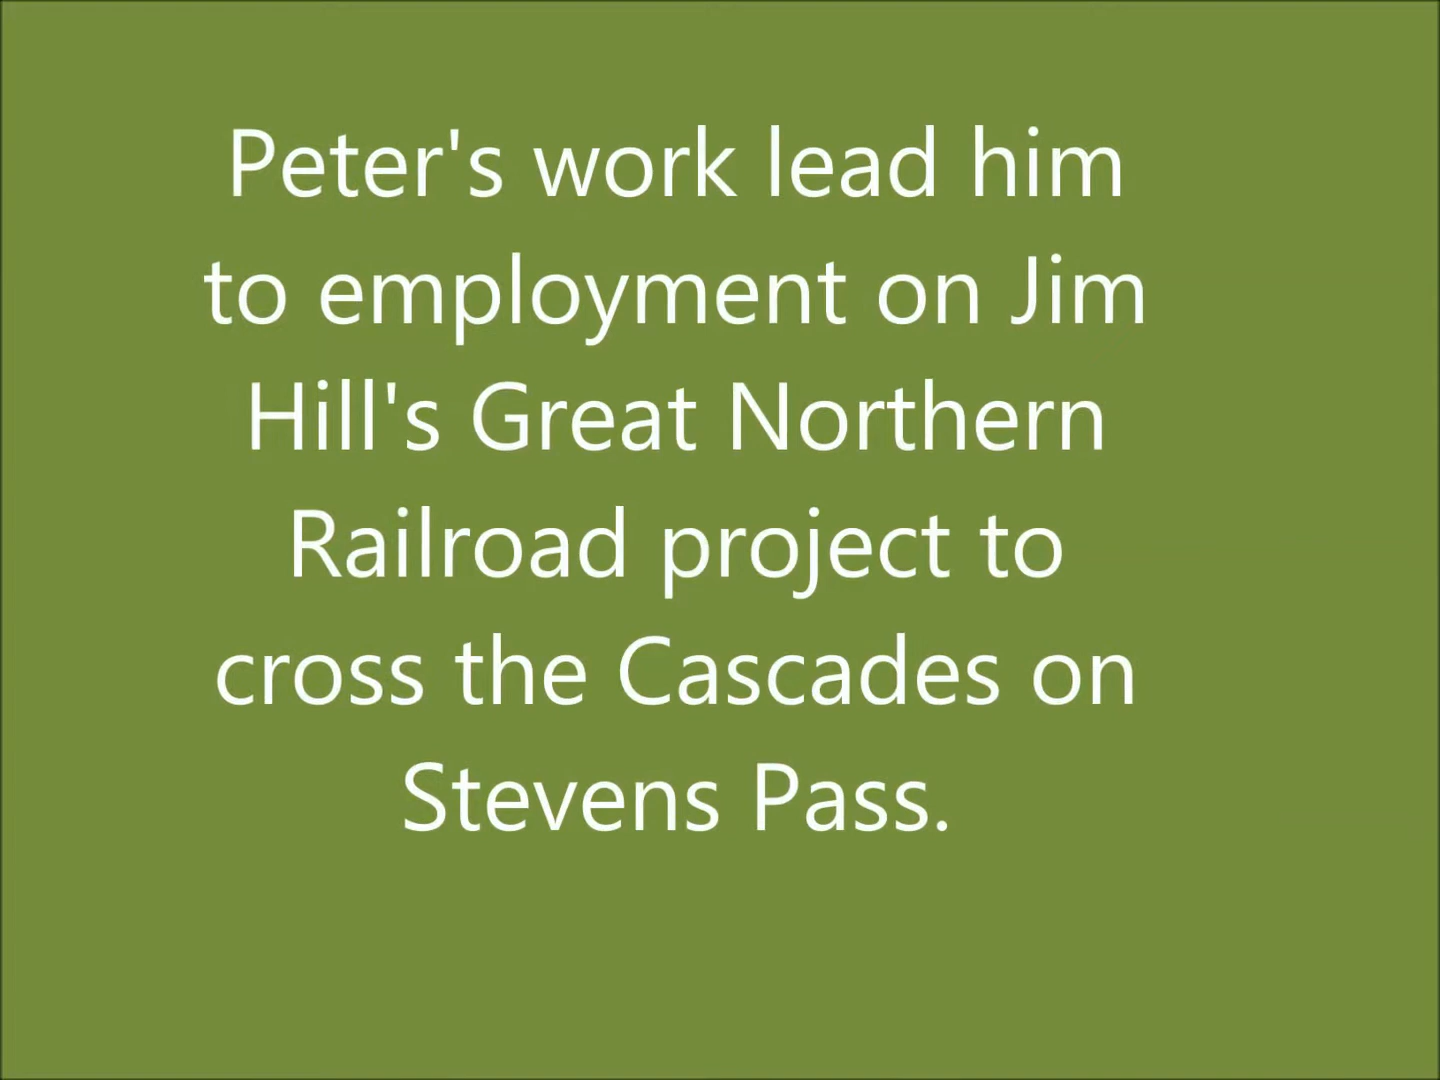 Peter's work lead him
to employment on Jim
Hill's Great Northern
Railroad project to
cross the Cascades on
Stevens Pass.